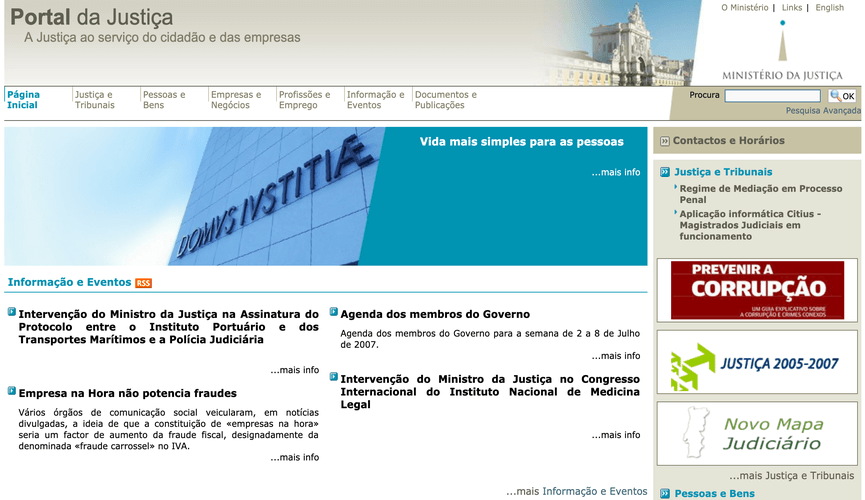 Portal da Justiça
A Justiça ao serviço do cidadão e das empresas
O Ministério | Links | English
MINISTÉRIO DA JUSTIÇA
Página
Inicial
Justiça e
Tribunais
Pessoas e
Bens
Empresas e
Negócios
Profissões e
Emprego
Informação e
Eventos
Documentos e
Publicações
Procura
OK
Pesquisa Avançada
DOMVS IVSTITIÆ
Vida mais simples para as pessoas
...mais info
Informação e Eventos RSS
Intervenção do Ministro da Justiça na Assinatura do
Protocolo entre o Instituto Portuário e dos
Transportes Marítimos e a Polícia Judiciária
...mais info
Empresa na Hora não potencia fraudes
Vários órgãos de comunicação social veicularam, em notícias
divulgadas, a ideia de que a constituição de «empresas na hora»
seria um factor de aumento da fraude fiscal, designadamente da
denominada «fraude carrossel» no IVA.
...mais info
Agenda dos membros do Governo
Agenda dos membros do Governo para a semana de 2 a 8 de Julho
de 2007.
...mais info
Intervenção do Ministro da Justiça no Congresso
Internacional do Instituto Nacional de Medicina
Legal
...mais info
...mais Informação e Eventos
Contactos e Horários
Justiça e Tribunais
Regime de Mediação em Processo
Penal
Aplicação informática Citius -
Magistrados Judiciais em
funcionamento
PREVENIR A
CORRUPÇÃO
UM GUIA EXPLICATIVO SOBRE
A CORRUPÇÃO E CRIMES CONEXOS
JUSTIÇA 2005-2007
Novo Mapa
Judiciário
...mais Justiça e Tribunais
Pessoas e Bens